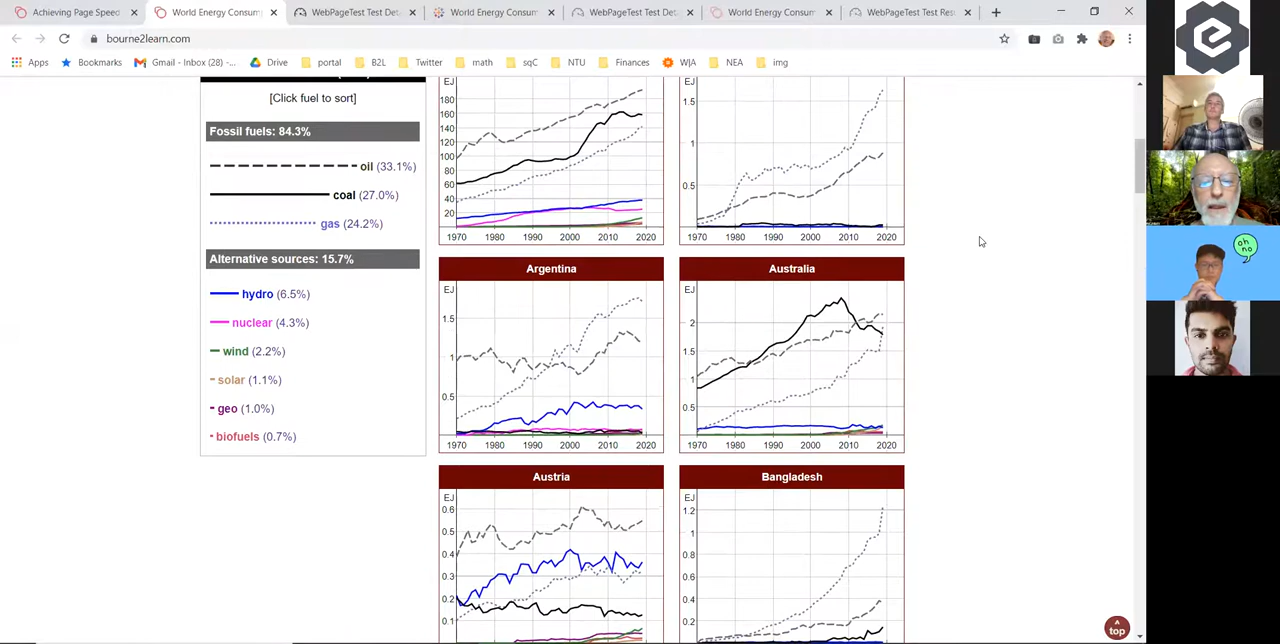 Achieving Page Speed
World Energy Consum
WebPageTest Test Det
World Energy Consum
WebPageTest Test Det
World Energy Consum
WebPageTest Test Res
bourne2learn.com
Apps
Bookmarks
Gmail - Inbox (28) -...
Drive
portal
B2L
Twitter
math
sqC
NTU
Finances
WJA
NEA
img
[Click fuel to sort]
Fossil fuels: 84.3%
oil (33.1%)
coal (27.0%)
gas (24.2%)
Alternative sources: 15.7%
hydro (6.5%)
nuclear (4.3%)
wind (2.2%)
solar (1.1%)
geo (1.0%)
biofuels (0.7%)
EJ
180
160
140
120
100
80
60
40
20
1970 1980 1990 2000 2010 2020
EJ
1.5
1
0.5
1970 1980 1990 2000 2010 2020
Argentina
EJ
1.5
1
0.5
1970 1980 1990 2000 2010 2020
Australia
EJ
2
1.5
1
0.5
1970 1980 1990 2000 2010 2020
Austria
EJ
0.6
0.5
0.4
0.3
0.2
0.1
Bangladesh
EJ
1.2
1
0.8
0.6
0.4
0.2
top
oh
no